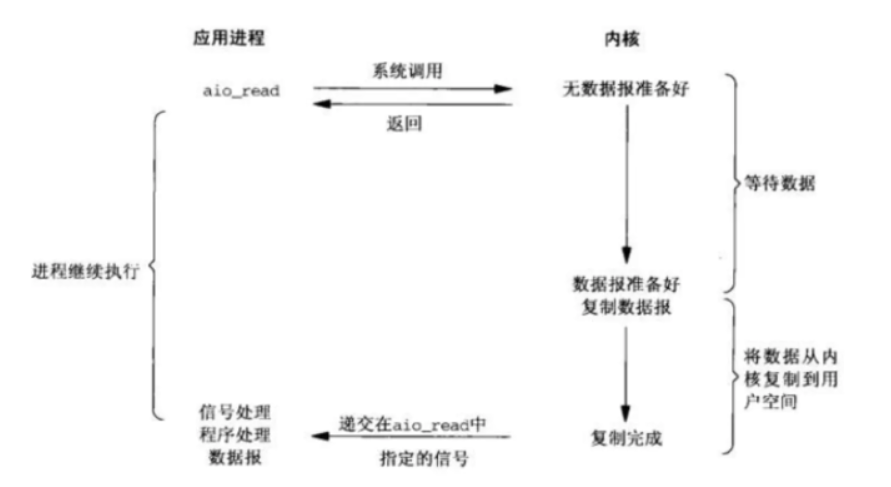 应用进程
内核
系统调用
aio_read
无数据报准备好
返回
等待数据
进程继续执行
数据报准备好
复制数据报
将数据从内
核复制到用
户空间
信号处理
程序处理
数据报
递交在aio_read中
指定的信号
复制完成